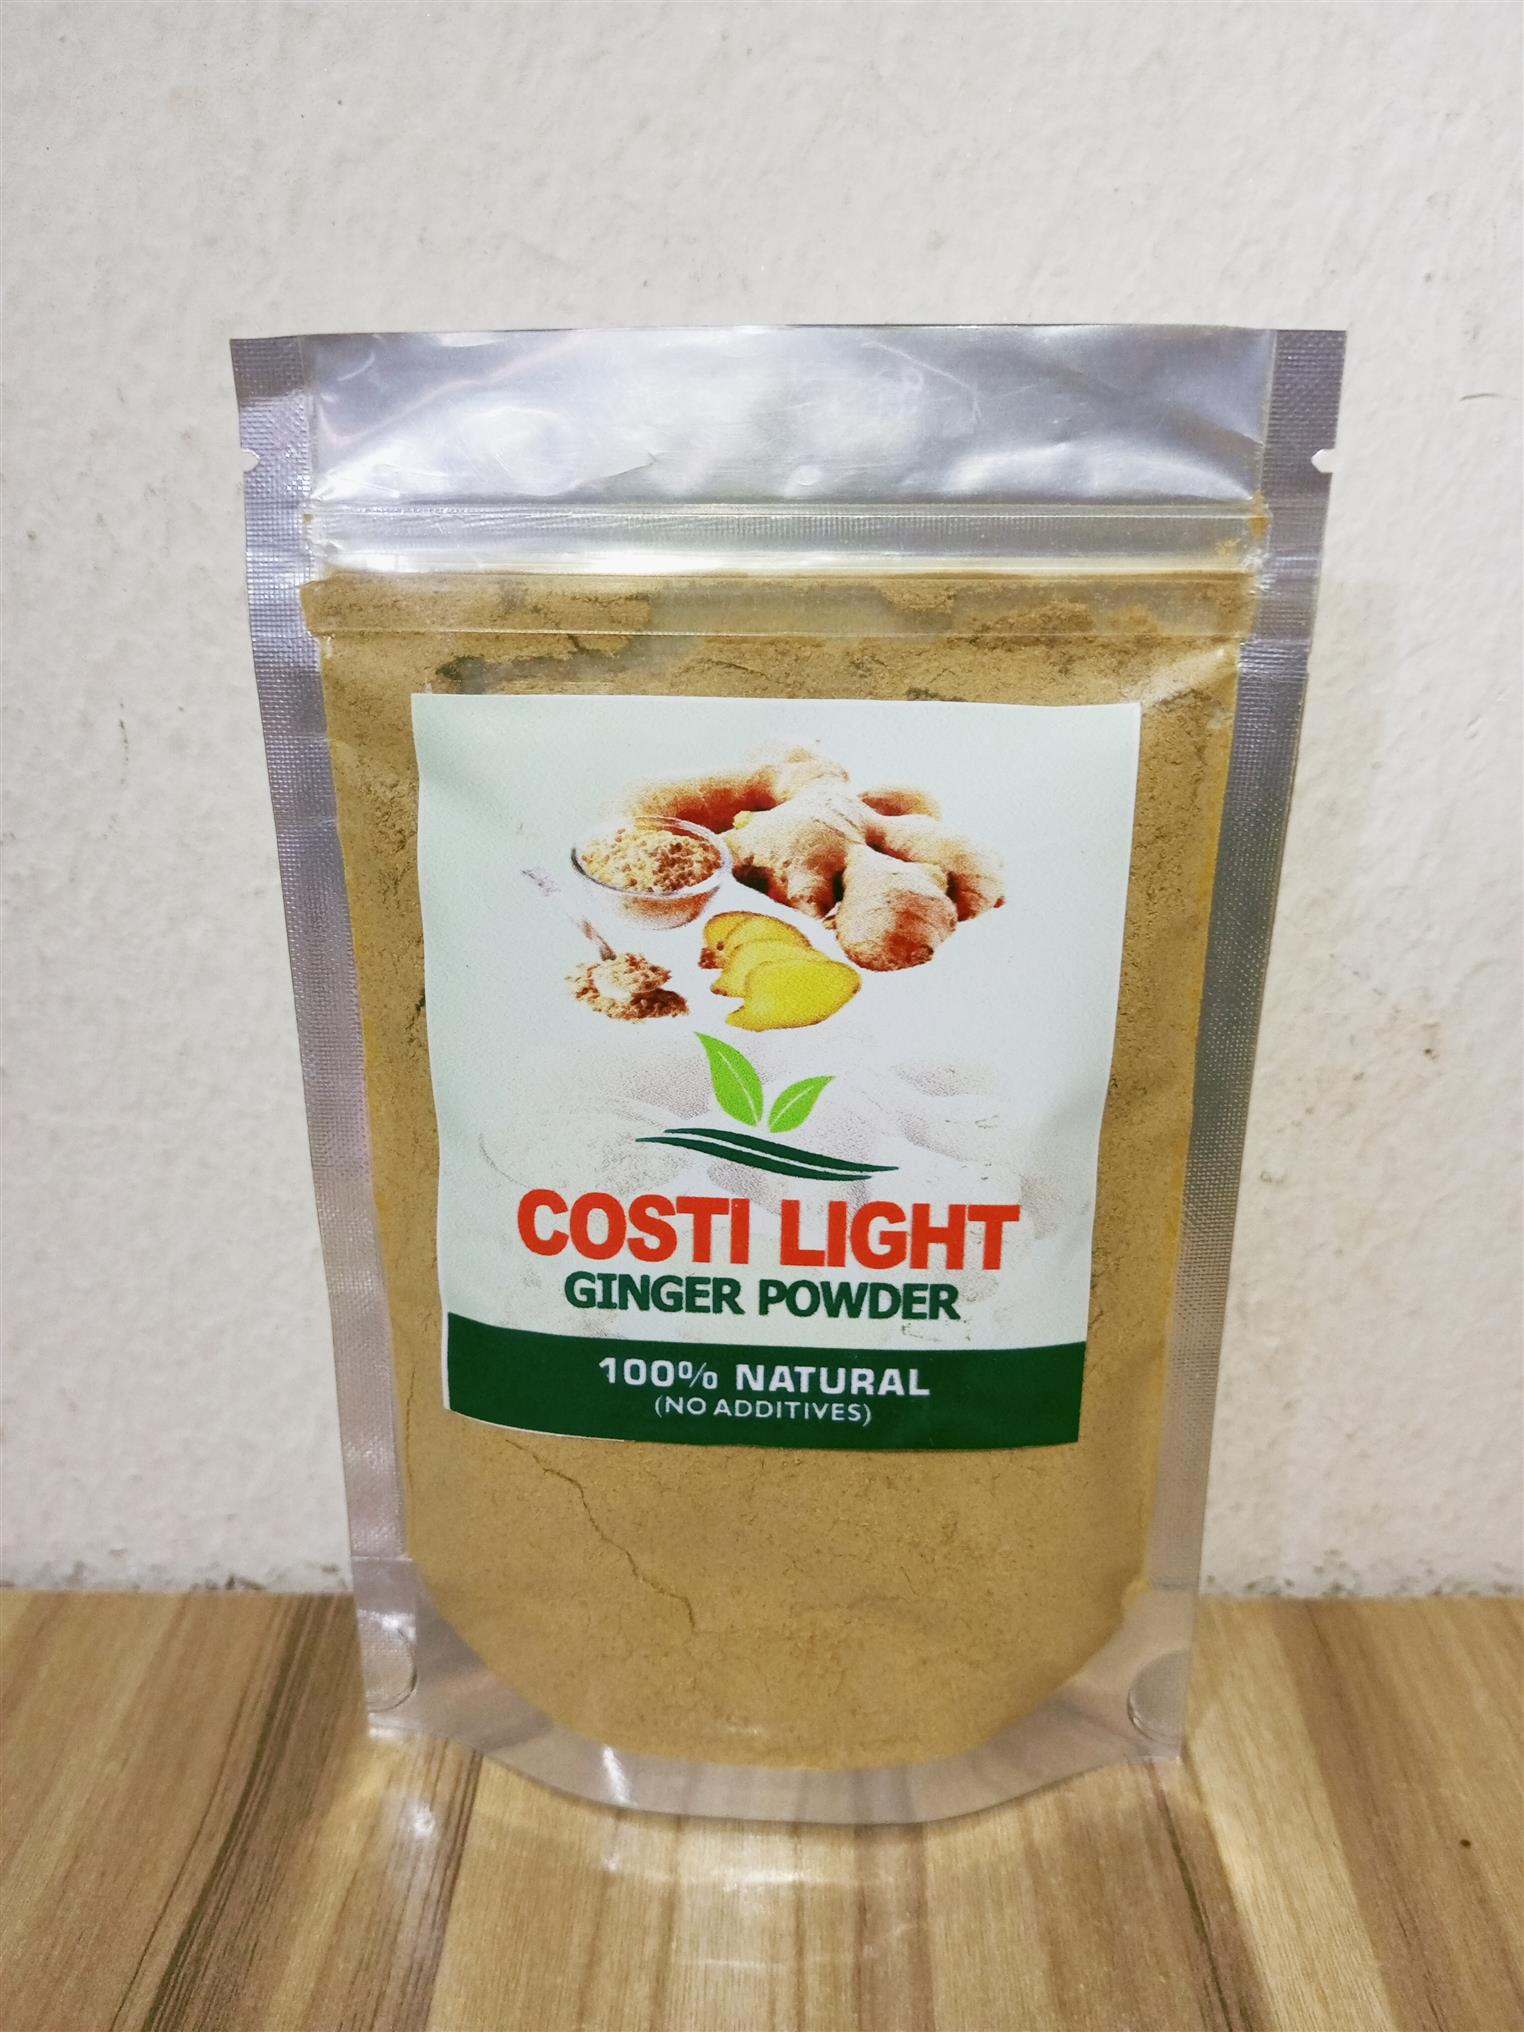 COSTI LIGHT
GINGER POWDER
100% NATURAL
(NO ADDITIVES)